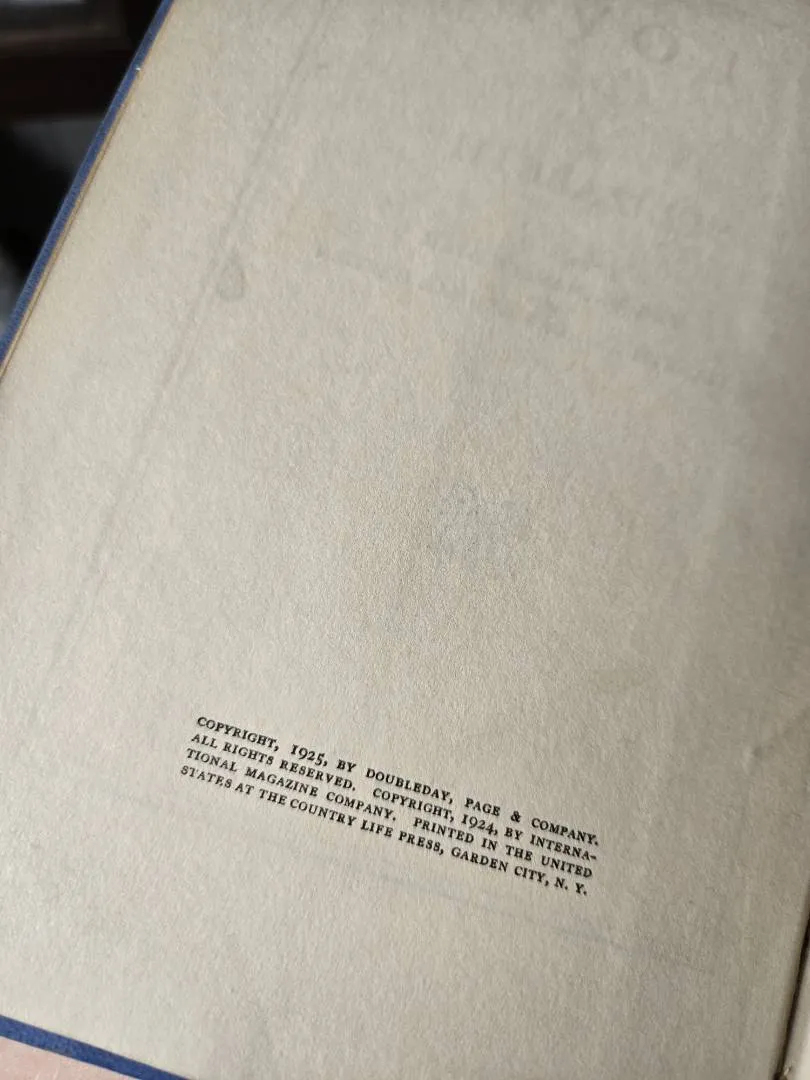 COPYRIGHT, 1925, BY DOUBLEDAY, PAGE & COMPANY.
ALL RIGHTS RESERVED. COPYRIGHT, 1924, BY INTERNA-
TIONAL MAGAZINE COMPANY. PRINTED IN THE UNITED
STATES AT THE COUNTRY LIFE PRESS, GARDEN CITY, N. Y.